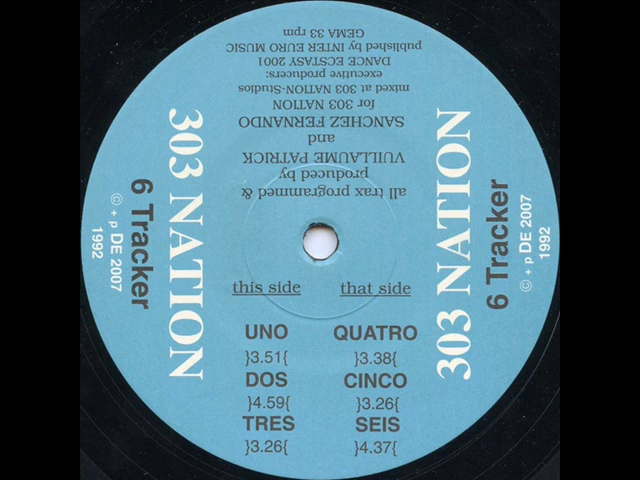 all trax programmed &
produced by
VUILLAUME PATRICK
and
SANCHEZ FERNANDO
for 303 NATION
mixed at 303 NATION-Studios
executive producers:
DANCE ECSTASY 2001
published by INTER EURO MUSIC
GEMA 33 rpm
303 NATION
6 Tracker
© + p DE 2007
1992
303 NATION
6 Tracker
© + p DE 2007
1992
this side that side
UNO QUATRO
}3.51{ }3.38{
DOS CINCO
}4.59{ }3.26{
TRES SEIS
}3.26{ }4.37{